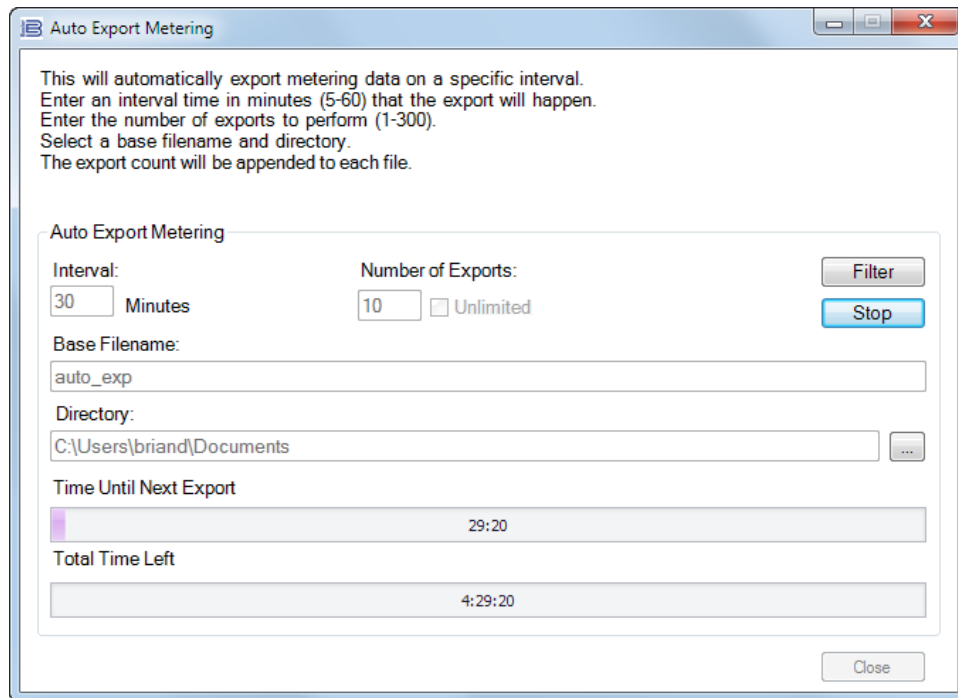 Auto Export Metering
This will automatically export metering data on a specific interval.
Enter an interval time in minutes (5-60) that the export will happen.
Enter the number of exports to perform (1-300).
Select a base filename and directory.
The export count will be appended to each file.
Auto Export Metering
Interval:
Number of Exports:
Filter
30 Minutes
10 Unlimited
Stop
Base Filename:
auto_exp
Directory:
C:\Users\briand\Documents
...
Time Until Next Export
29:20
Total Time Left
4:29:20
Close